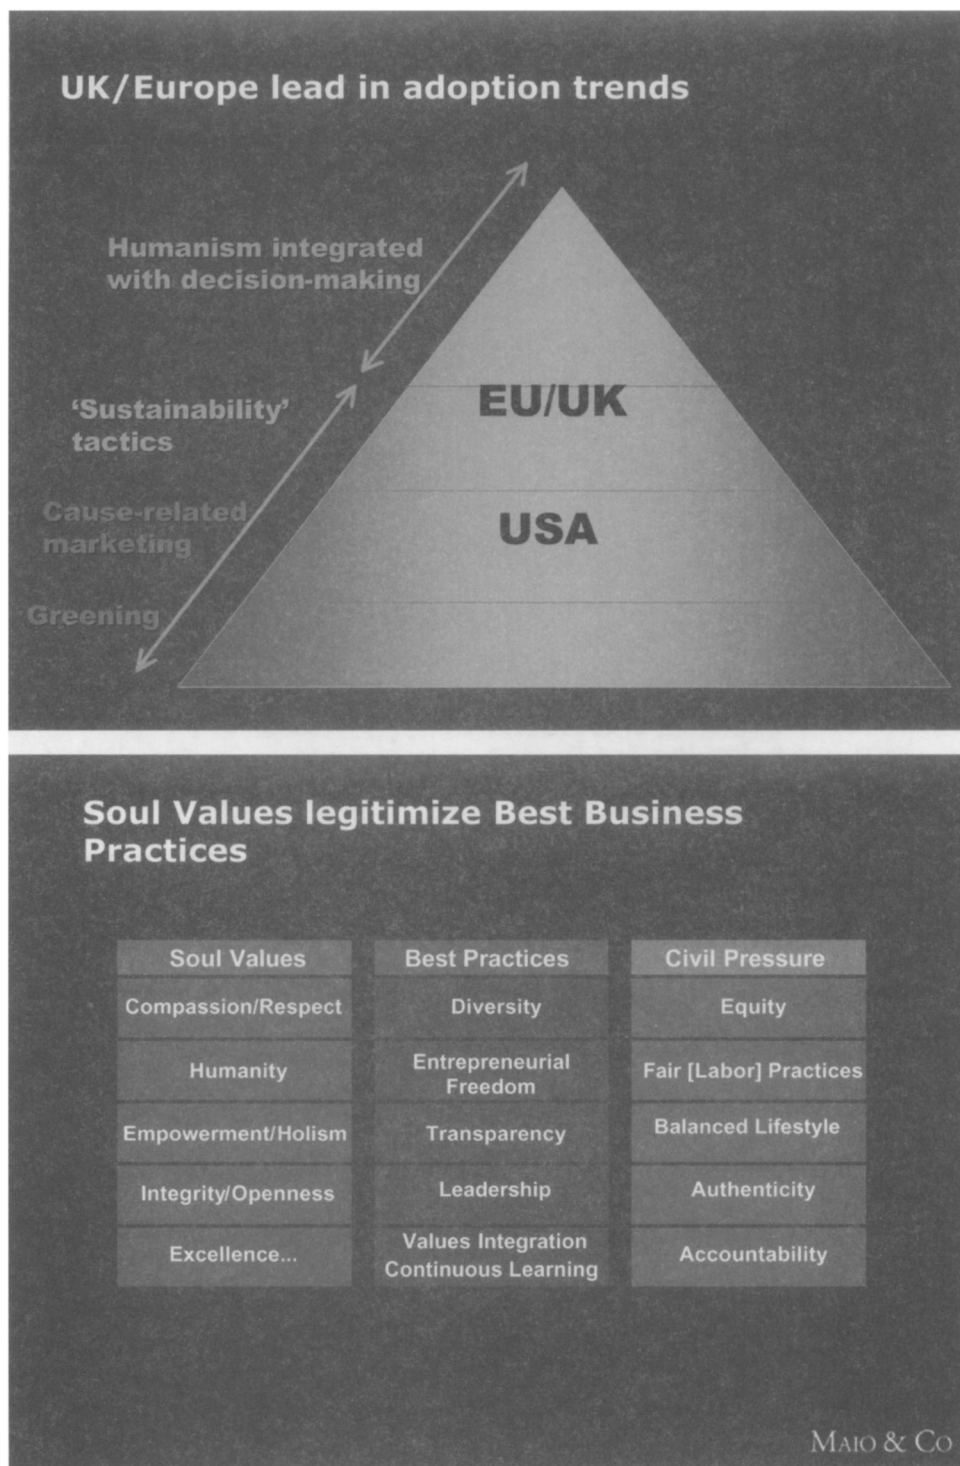 UK/Europe lead in adoption trends
Humanism integrated
with decision-making
EU/UK
'Sustainability'
tactics
USA
Cause-related
marketing
Greening
Soul Values legitimize Best Business
Practices
Soul Values
Best Practices
Civil Pressure
Compassion/Respect
Diversity
Equity
Humanity
Entrepreneurial
Freedom
Fair [Labor] Practices
Empowerment/Holism
Transparency
Balanced Lifestyle
Integrity/Openness
Leadership
Authenticity
Excellence...
Values Integration
Continuous Learning
Accountability
MAIO & CO